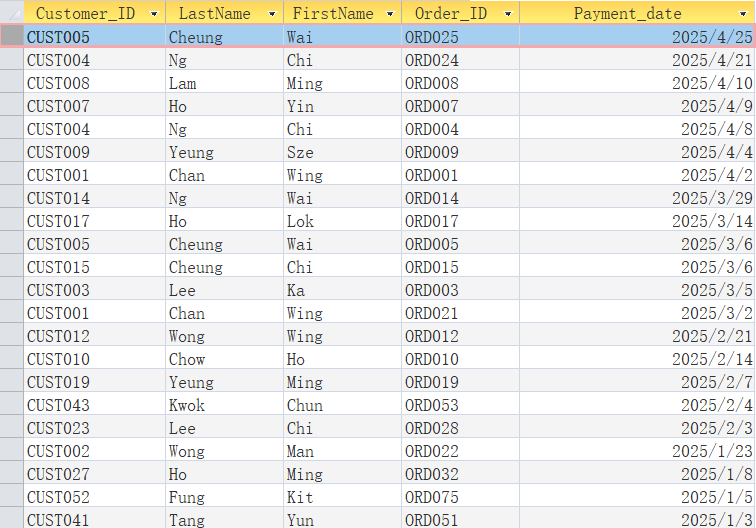 Customer_ID LastName FirstName Order_ID Payment_date
CUST005 Cheung Wai ORD025 2025/4/25
CUST004 Ng Chi ORD024 2025/4/21
CUST008 Lam Ming ORD008 2025/4/10
CUST007 Ho Yin ORD007 2025/4/9
CUST004 Ng Chi ORD004 2025/4/8
CUST009 Yeung Sze ORD009 2025/4/4
CUST001 Chan Wing ORD001 2025/4/2
CUST014 Ng Wai ORD014 2025/3/29
CUST017 Ho Lok ORD017 2025/3/14
CUST005 Cheung Wai ORD005 2025/3/6
CUST015 Cheung Chi ORD015 2025/3/6
CUST003 Lee Ka ORD003 2025/3/5
CUST001 Chan Wing ORD021 2025/3/2
CUST012 Wong Wing ORD012 2025/2/21
CUST010 Chow Ho ORD010 2025/2/14
CUST019 Yeung Ming ORD019 2025/2/7
CUST043 Kwok Chun ORD053 2025/2/4
CUST023 Lee Chi ORD028 2025/2/3
CUST002 Wong Man ORD022 2025/1/23
CUST027 Ho Ming ORD032 2025/1/8
CUST052 Fung Kit ORD075 2025/1/5
CUST041 Tang Yun ORD051 2025/1/3